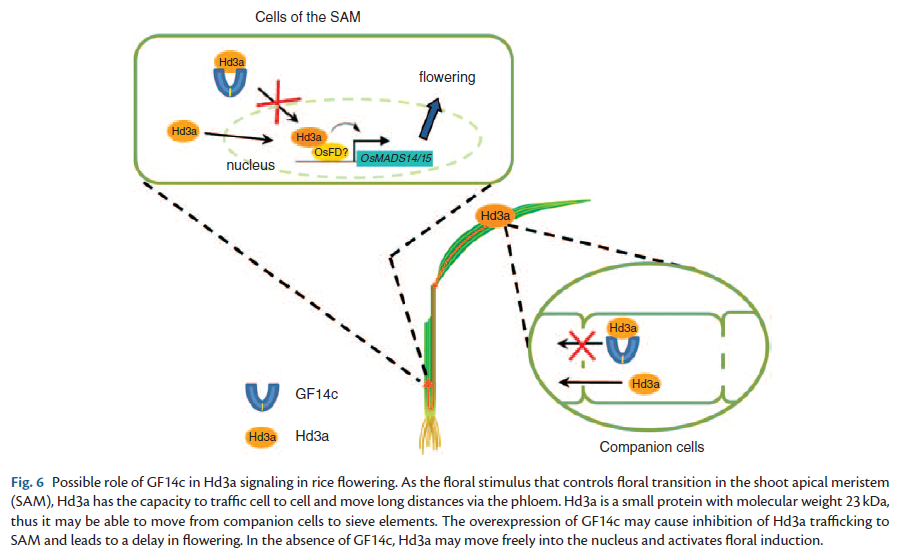 Cells of the SAM
Hd3a
flowering
Hd3a
Hd3a
OsFD?
OsMADS14/15
nucleus
Hd3a
Hd3a
GF14c
Hd3a
Hd3a
Hd3a
Companion cells
Fig. 6 Possible role of GF14c in Hd3a signaling in rice flowering. As the floral stimulus that controls floral transition in the shoot apical meristem
(SAM), Hd3a has the capacity to traffic cell to cell and move long distances via the phloem. Hd3a is a small protein with molecular weight 23 kDa,
thus it may be able to move from companion cells to sieve elements. The overexpression of GF14c may cause inhibition of Hd3a trafficking to
SAM and leads to a delay in flowering. In the absence of GF14c, Hd3a may move freely into the nucleus and activates floral induction.